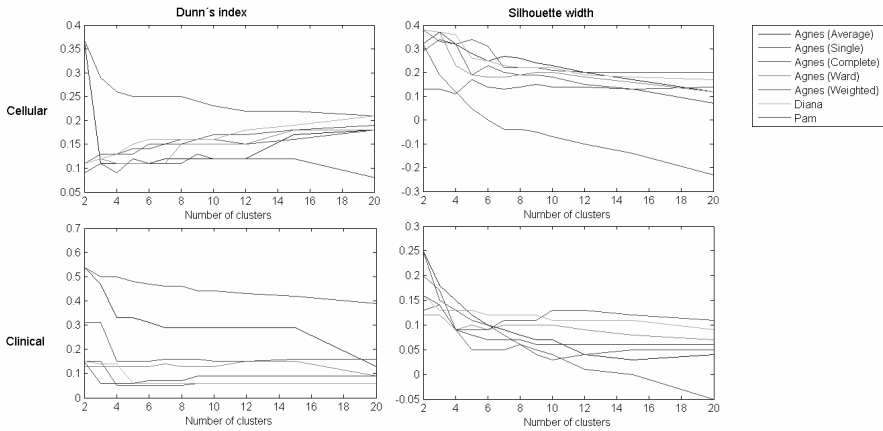 Dunn´s index
Silhouette width
Cellular
0.4
0.35
0.3
0.25
0.2
0.15
0.1
0.05
2 4 6 8 10 12 14 16 18 20
Number of clusters
0.4
0.3
0.2
0.1
0
-0.1
-0.2
-0.3
2 4 6 8 10 12 14 16 18 20
Number of clusters
Agnes (Average)
Agnes (Single)
Agnes (Complete)
Agnes (Ward)
Agnes (Weighted)
Diana
Pam
Clinical
0.7
0.6
0.5
0.4
0.3
0.2
0.1
0
2 4 6 8 10 12 14 16 18 20
Number of clusters
0.3
0.25
0.2
0.15
0.1
0.05
0
-0.05
2 4 6 8 10 12 14 16 18 20
Number of clusters